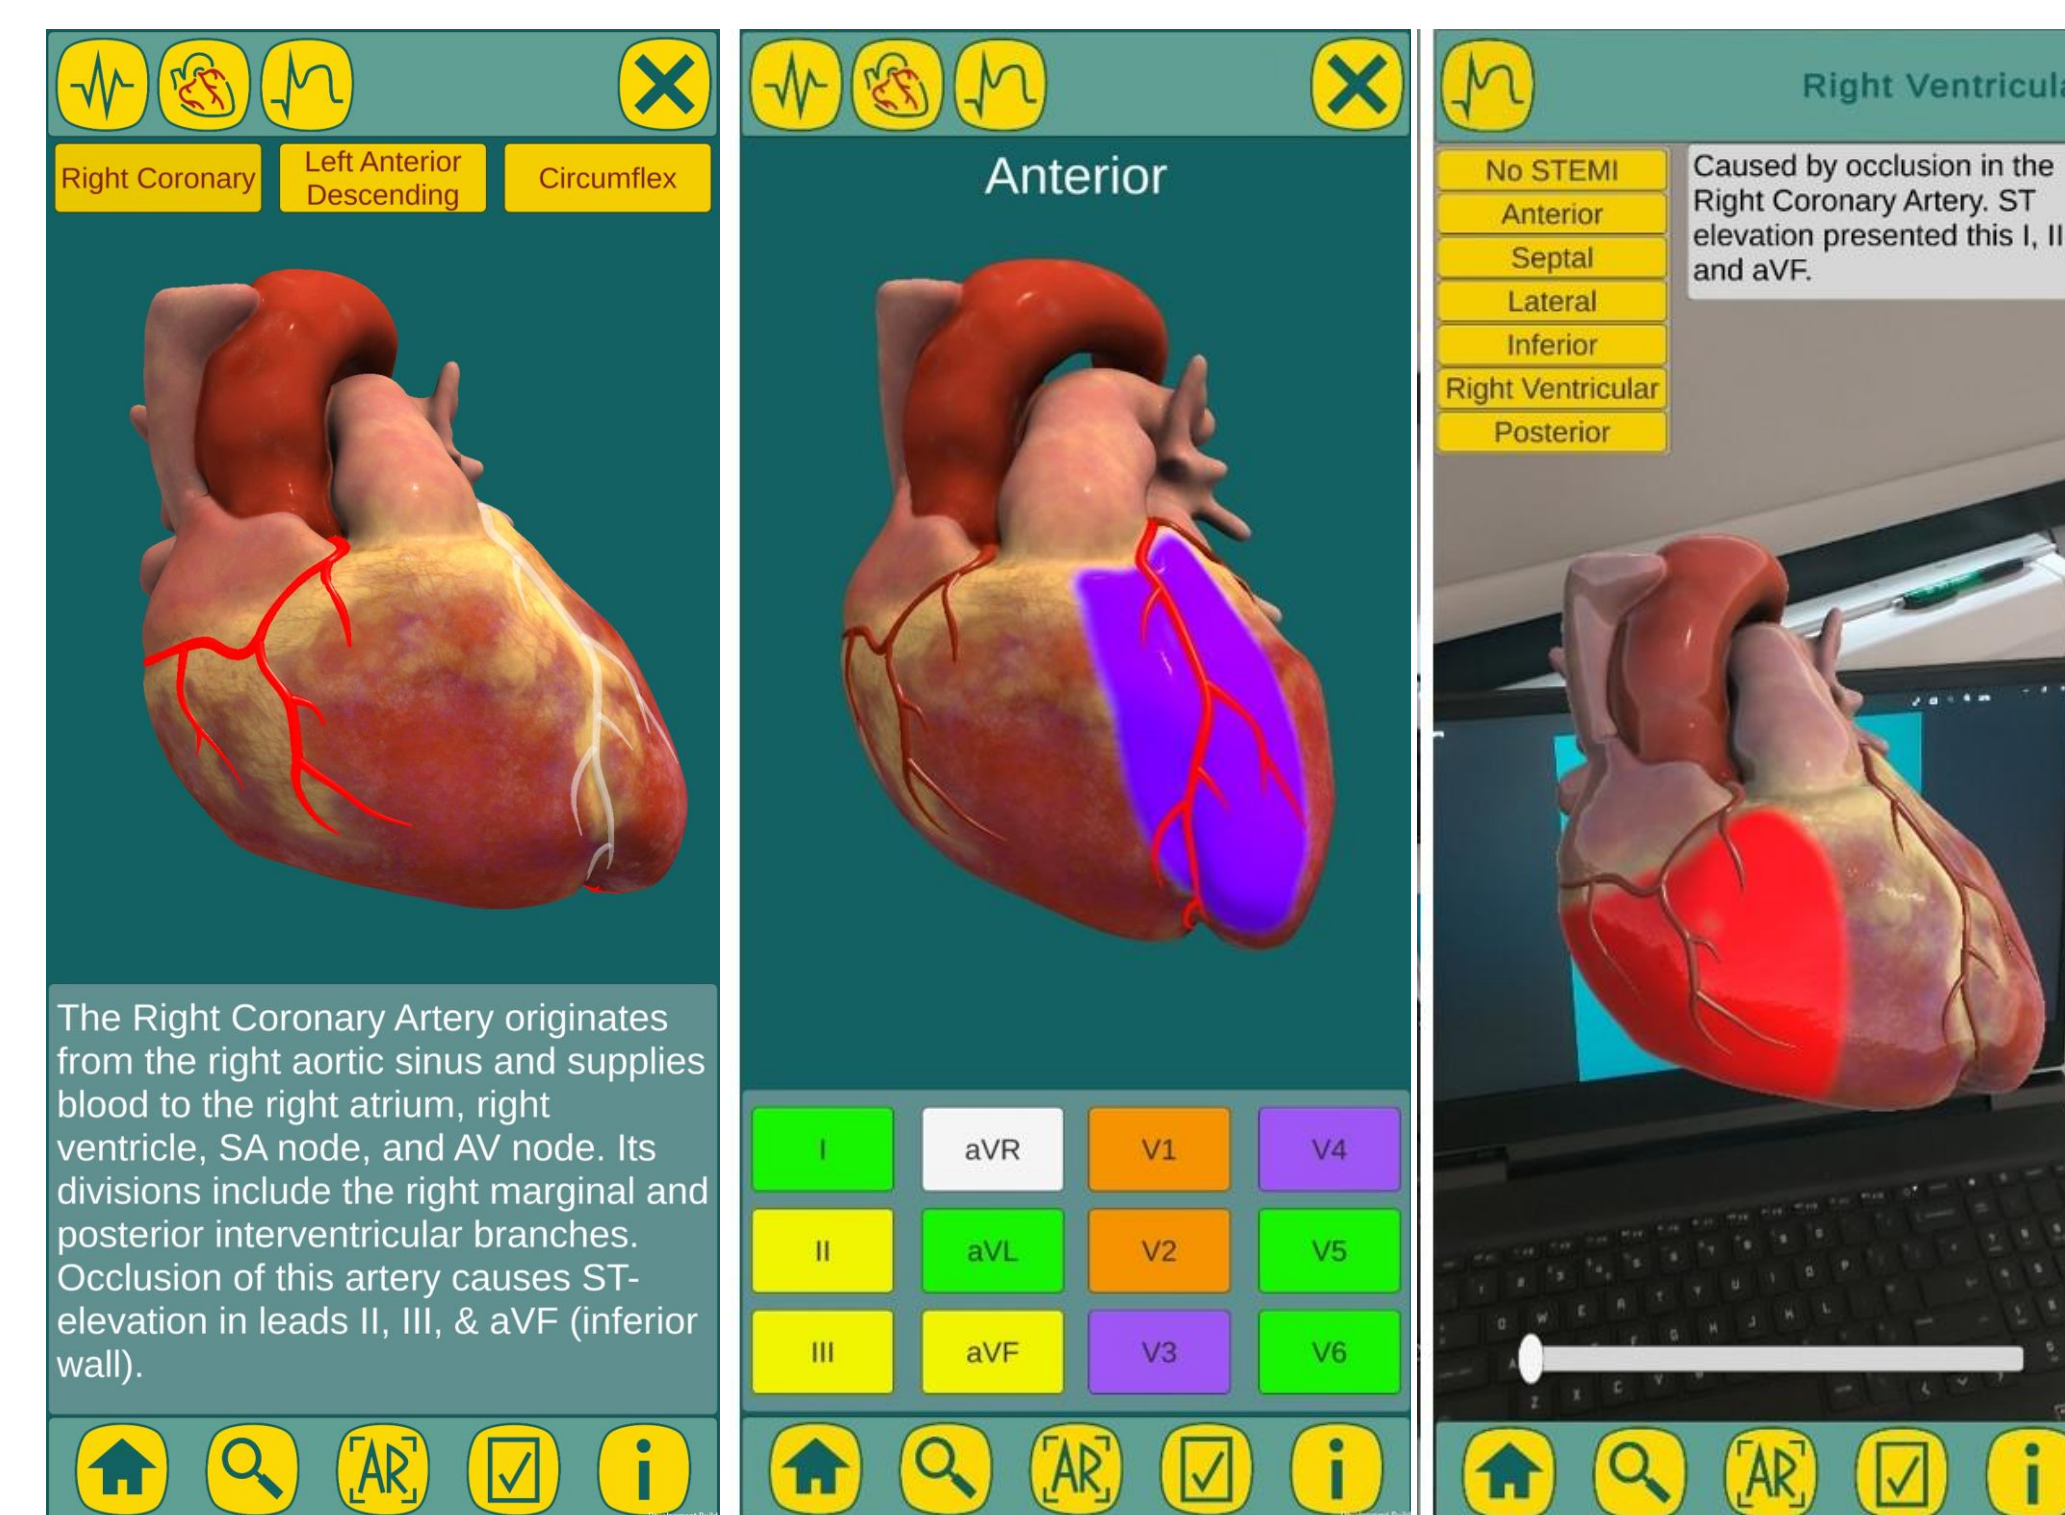 Right Coronary
Left Anterior
Descending
Circumflex
The Right Coronary Artery originates
from the right aortic sinus and supplies
blood to the right atrium, right
ventricle, SA node, and AV node. Its
divisions include the right marginal and
posterior interventricular branches.
Occlusion of this artery causes ST-
elevation in leads II, III, & aVF (inferior
wall).
AR
Anterior
I
aVR
V1
V4
II
aVL
V2
V5
III
aVF
V3
V6
AR
Right
No STEMI
Anterior
Septal
Lateral
Inferior
Right Ventricular
Posterior
Caused by occlusion in the
Right Coronary Artery. ST
elevation presented this I, II
and aVF.
AR